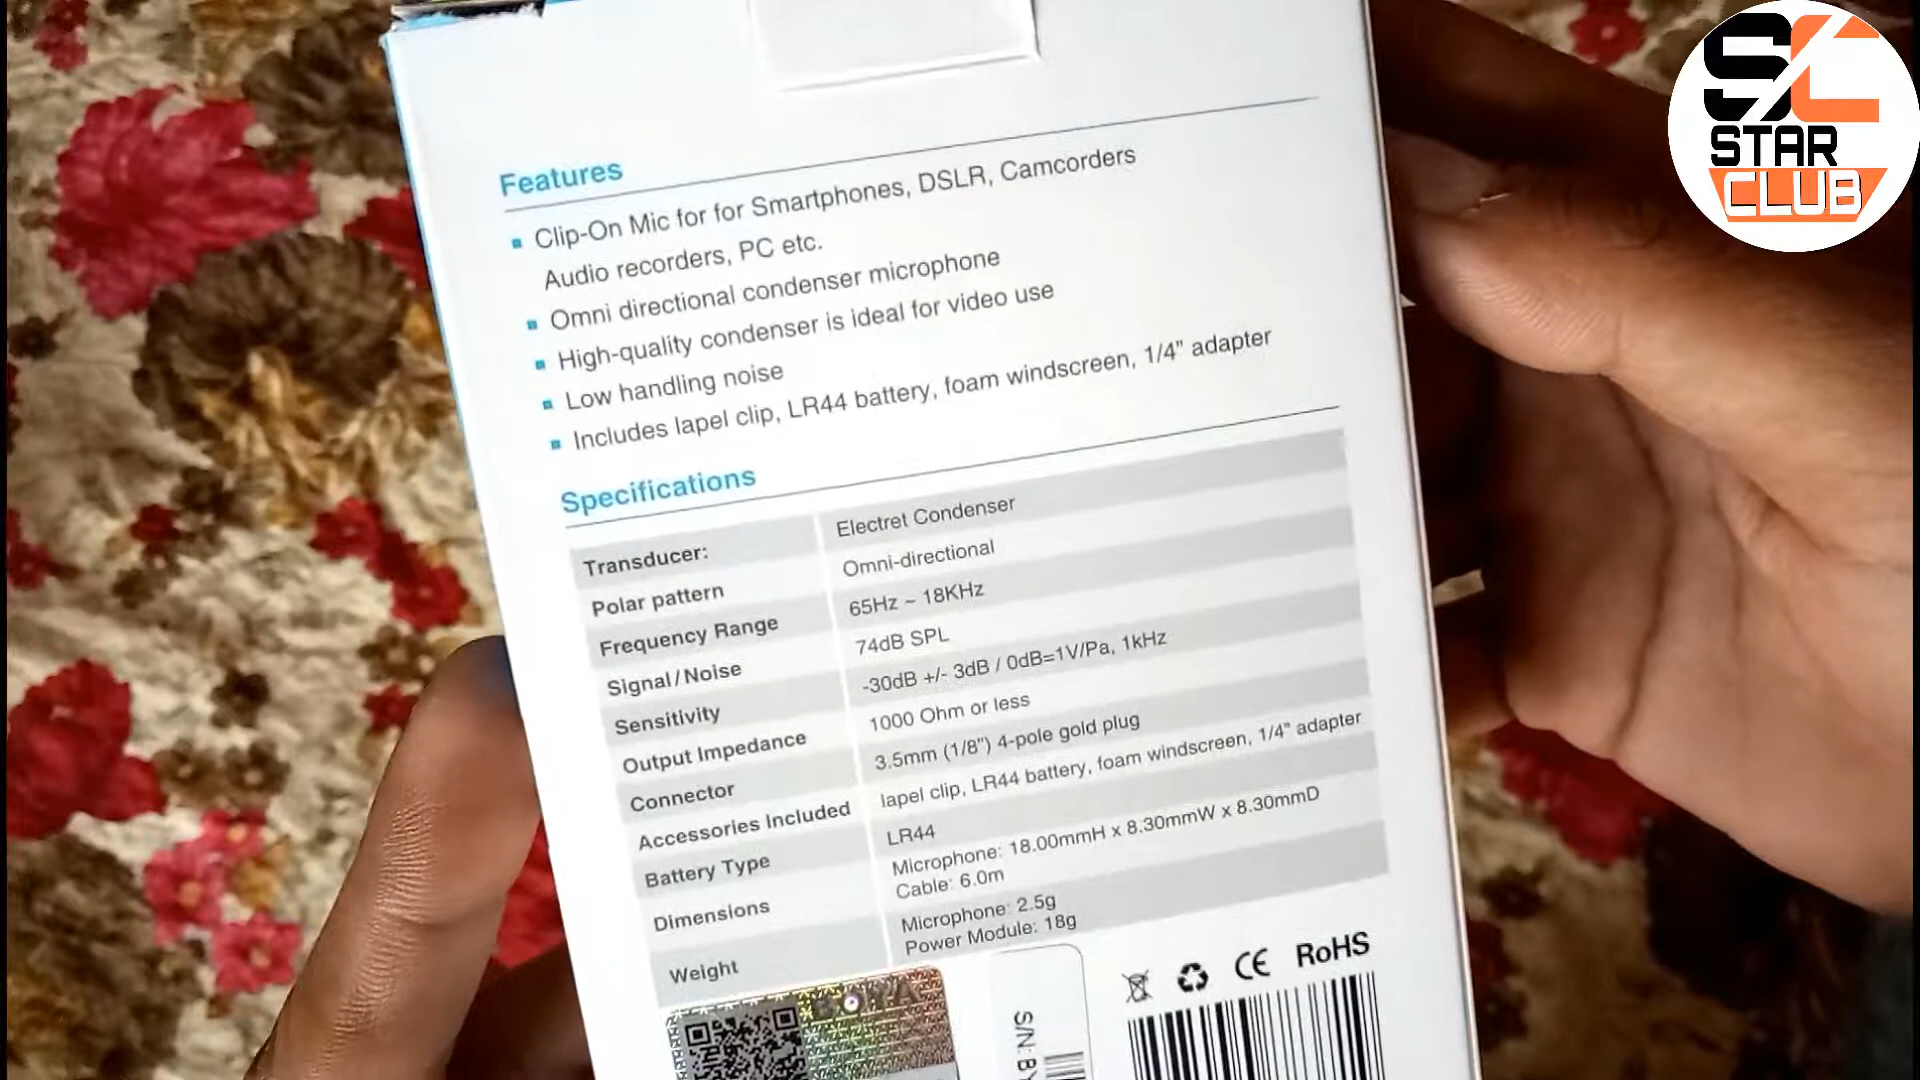 SC
STAR
CLUB
Features
Clip-On Mic for for Smartphones, DSLR, Camcorders
Audio recorders, PC etc.
Omni directional condenser microphone
High-quality condenser is ideal for video use
Low handling noise
Includes lapel clip, LR44 battery, foam windscreen, 1/4" adapter
Specifications
Transducer: Electret Condenser
Polar pattern Omni-directional
Frequency Range 65Hz ~ 18KHz
Signal/Noise 74dB SPL
Sensitivity -30dB +/- 3dB / 0dB=1V/Pa, 1kHz
Output Impedance 1000 Ohm or less
Connector 3.5mm (1/8") 4-pole gold plug
Accessories Included lapel clip, LR44 battery, foam windscreen, 1/4" adapter
Battery Type LR44
Dimensions Microphone: 18.00mmH x 8.30mmW x 8.30mmD
Cable: 6.0m
Weight Microphone: 2.5g
Power Module: 18g
CE RoHS
S/N: BY